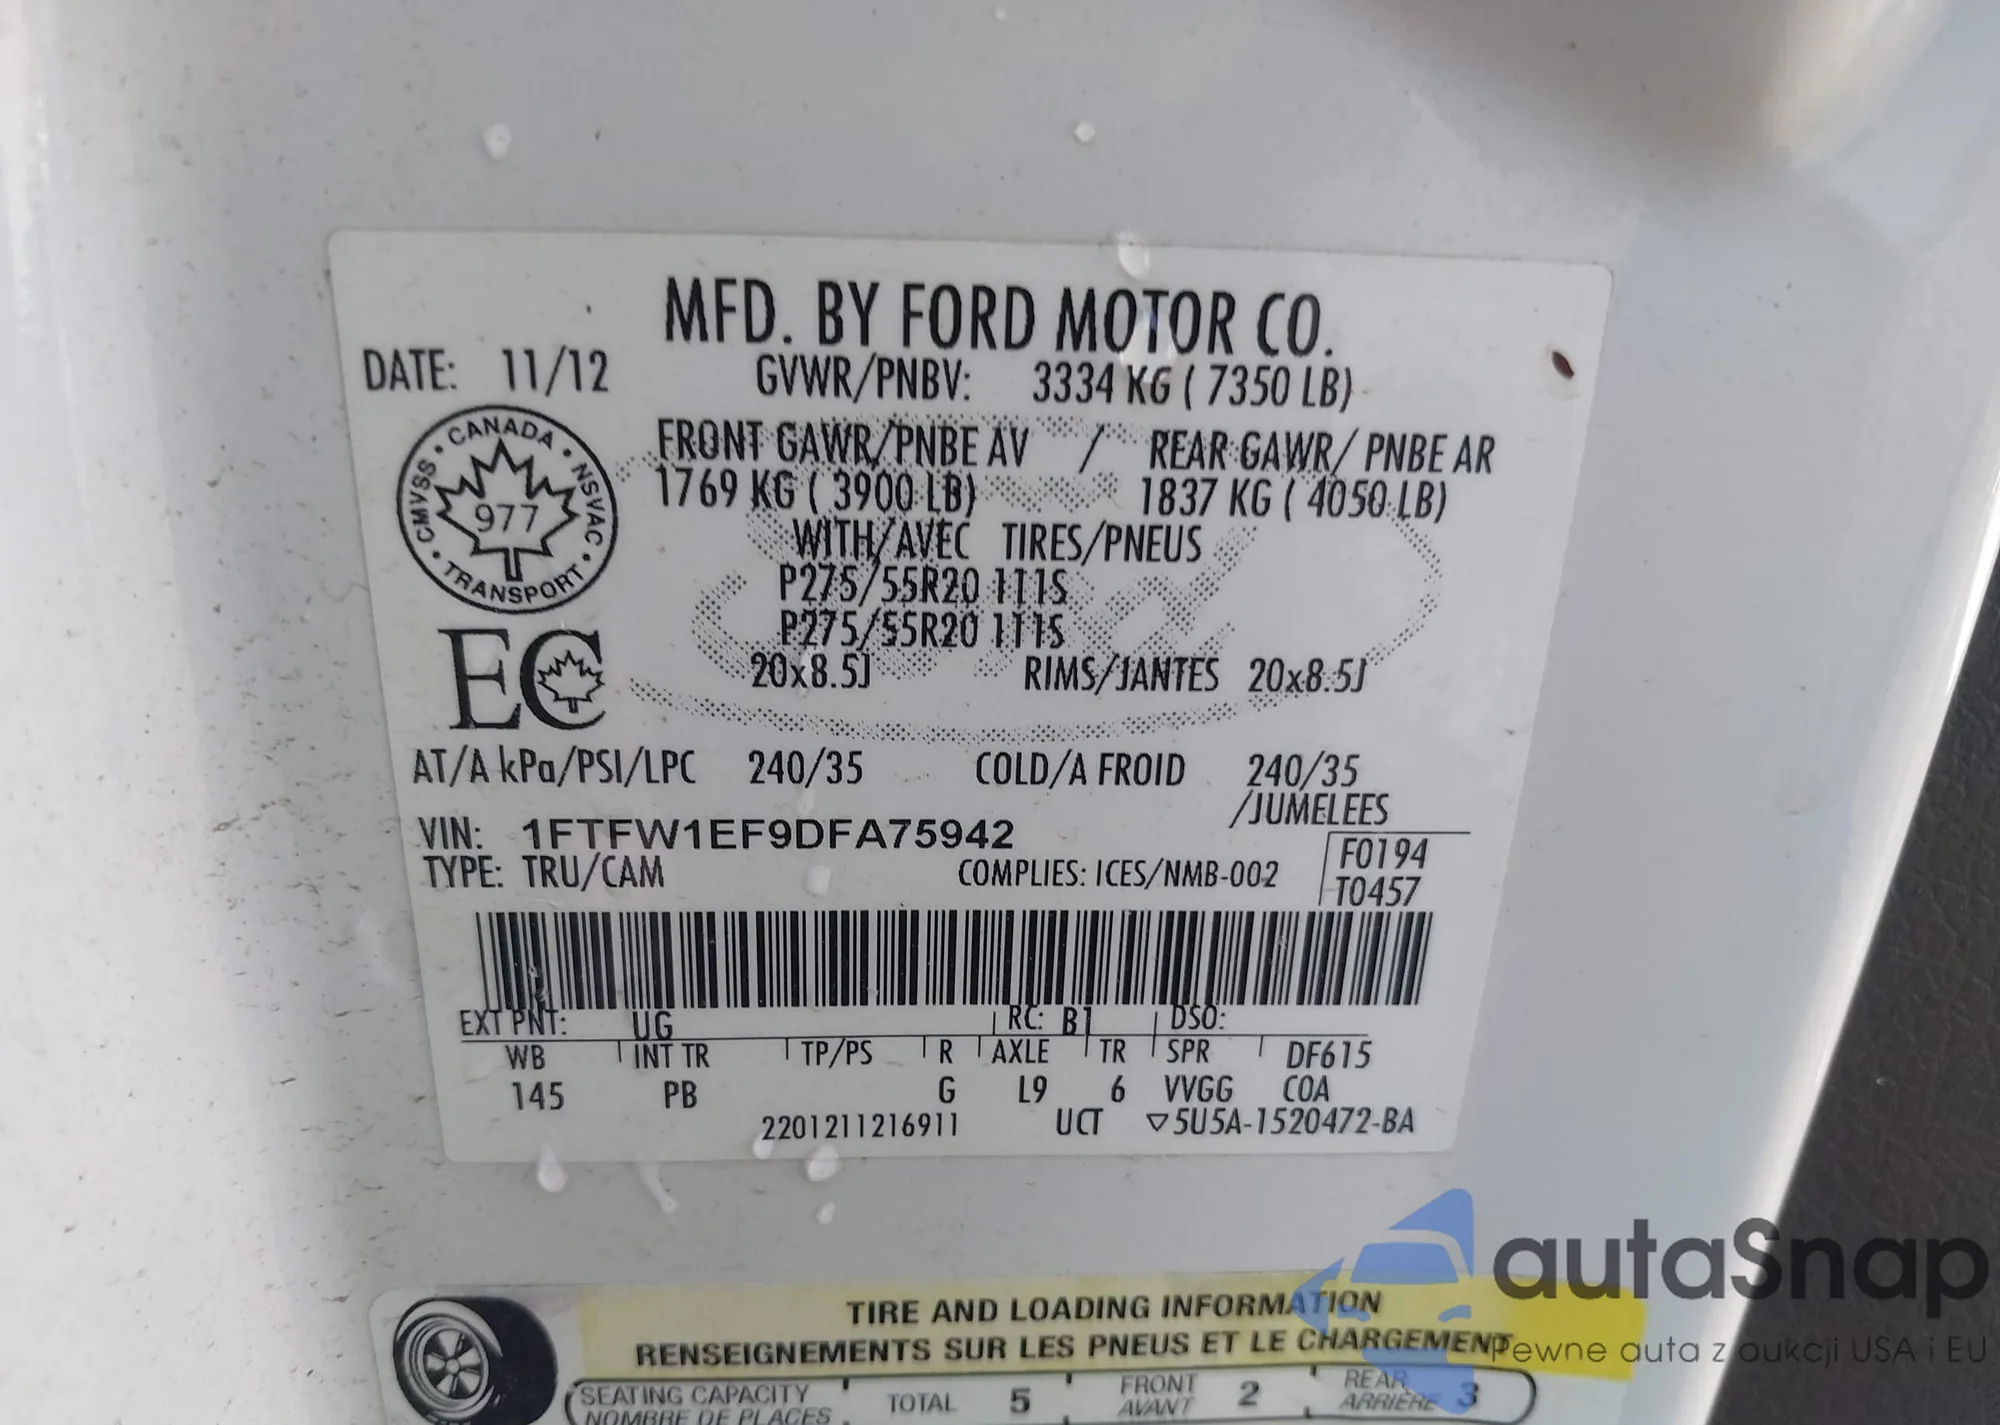 MFD. BY FORD MOTOR CO.
DATE: 11/12 GVWR/PNBV: 3334 KG ( 7350 LB)
FRONT GAWR/PNBE AV / REAR GAWR/ PNBE AR
1769 KG ( 3900 LB) 1837 KG ( 4050 LB)
WITH/AVEC TIRES/PNEUS
P275/55R20 111S
P275/55R20 111S
20x8.5J RIMS/JANTES 20x8.5J
CANADA • NSVAC • TRANSPORT • CMVSS •
977
EC
AT/A kPa/PSI/LPC 240/35 COLD/A FROID 240/35
/JUMELEES
VIN: 1FTFW1EF9DFA75942
TYPE: TRU/CAM COMPLIES: ICES/NMB-002
F0194
T0457
EXT PNT: UG RC: B1 DSO:
WB INT TR TP/PS R AXLE TR SPR DF615
145 PB G L9 6 VVGG COA
2201211216911 UCT ▽5U5A-1520472-BA
TIRE AND LOADING INFORMATION
RENSEIGNEMENTS SUR LES PNEUS ET LE CHARGEMENT
SEATING CAPACITY TOTAL 5 FRONT 2 REAR 3
NOMBRE DE PLACES AVANT ARRIÈRE
autaSnap
Pewne auta z aukcji USA i EU